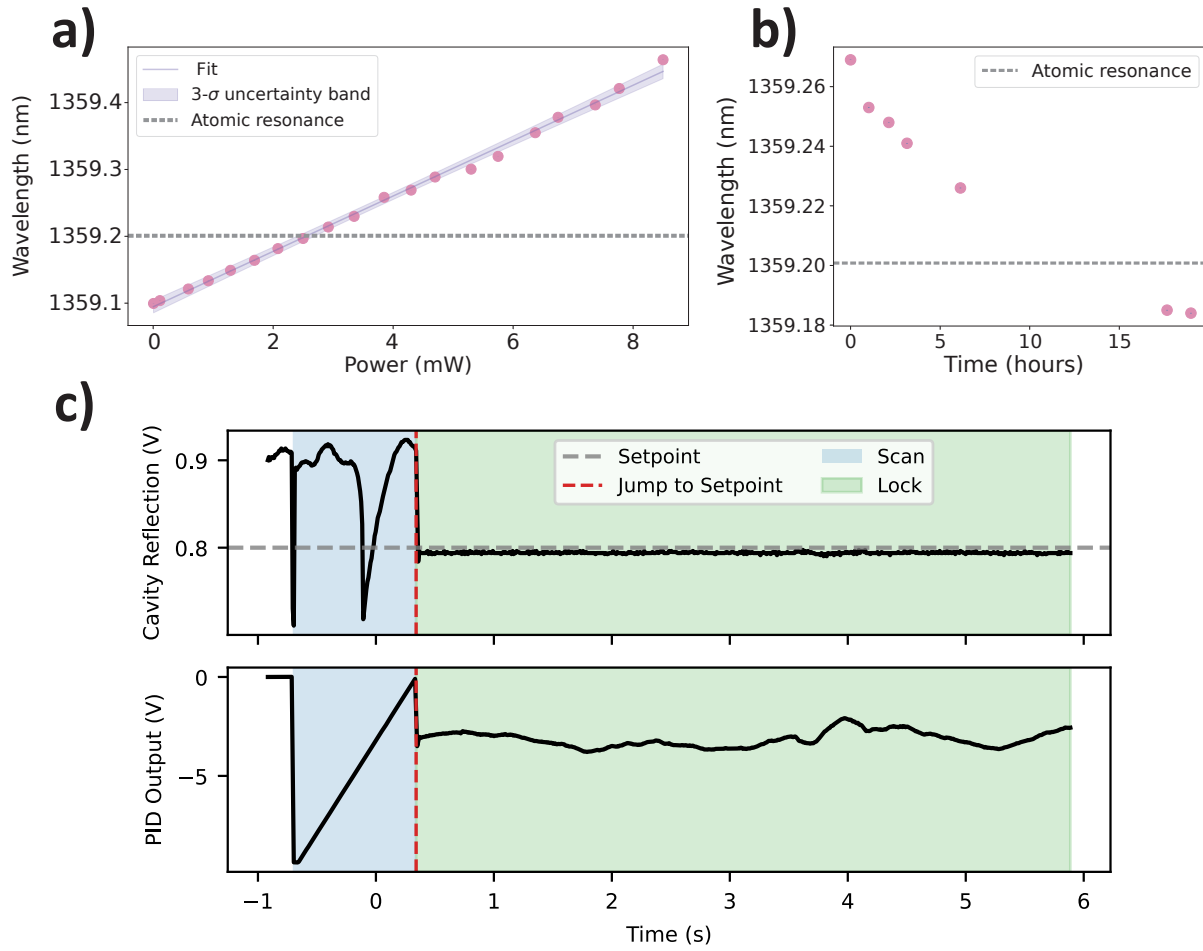 a)
Fit
3-σ uncertainty band
Atomic resonance
Wavelength (nm)
1359.4
1359.3
1359.2
1359.1
0 2 4 6 8
Power (mW)
b)
Atomic resonance
Wavelength (nm)
1359.26
1359.24
1359.22
1359.20
1359.18
0 5 10 15
Time (hours)
c)
Cavity Reflection (V)
0.9
0.8
Setpoint
Jump to Setpoint
Scan
Lock
PID Output (V)
0
−5
−1 0 1 2 3 4 5 6
Time (s)